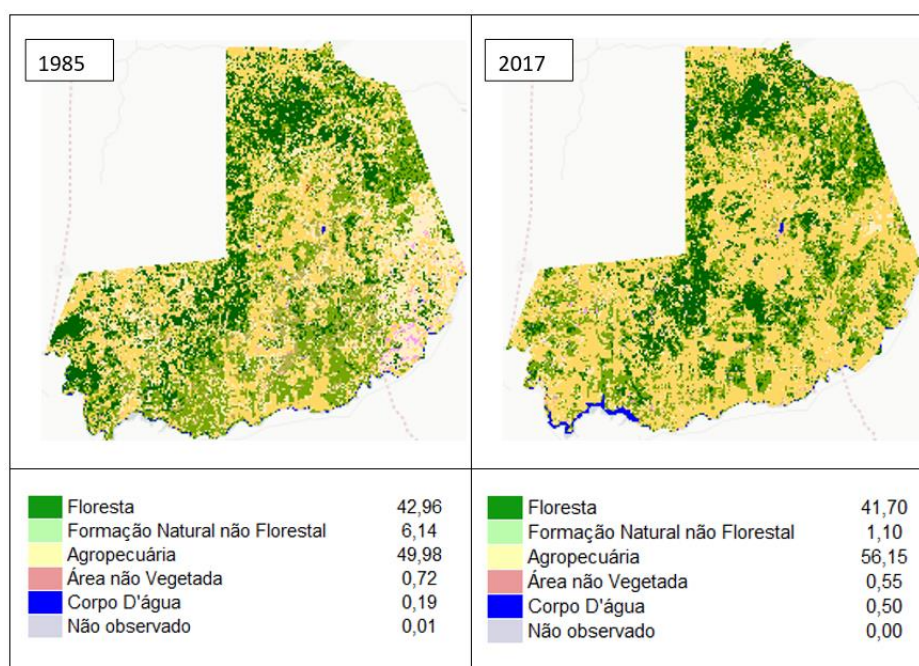 1985
2017
Floresta 42,96
Formação Natural não Florestal 6,14
Agropecuária 49,98
Área não Vegetada 0,72
Corpo D'água 0,19
Não observado 0,01
Floresta 41,70
Formação Natural não Florestal 1,10
Agropecuária 56,15
Área não Vegetada 0,55
Corpo D'água 0,50
Não observado 0,00